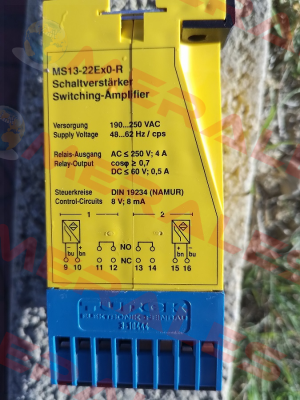 MS13-22Ex0-R
Schaltverstärker
Switching-Amplifier
Versorgung 190...250 VAC
Supply Voltage 48...62 Hz / cps
Relais-Ausgang AC ≤ 250 V; 4 A
Relay-Output cosφ ≥ 0,7
DC ≤ 60 V; 0,5 A
Steuerkreise DIN 19234 (NAMUR)
Control-Circuits 8 V; 8 mA
1 2
- + NO - +
bu bn NC bu bn
9 10 11 12 13 14 15 16
TURCK